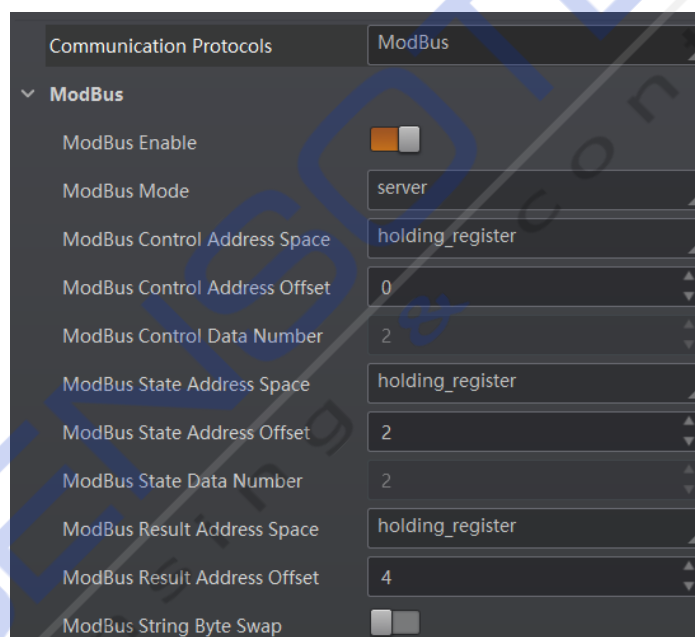 Communication Protocols ModBus
ModBus
ModBus Enable
ModBus Mode server
ModBus Control Address Space holding_register
ModBus Control Address Offset 0
ModBus Control Data Number 2
ModBus State Address Space holding_register
ModBus State Address Offset 2
ModBus State Data Number 2
ModBus Result Address Space holding_register
ModBus Result Address Offset 4
ModBus String Byte Swap